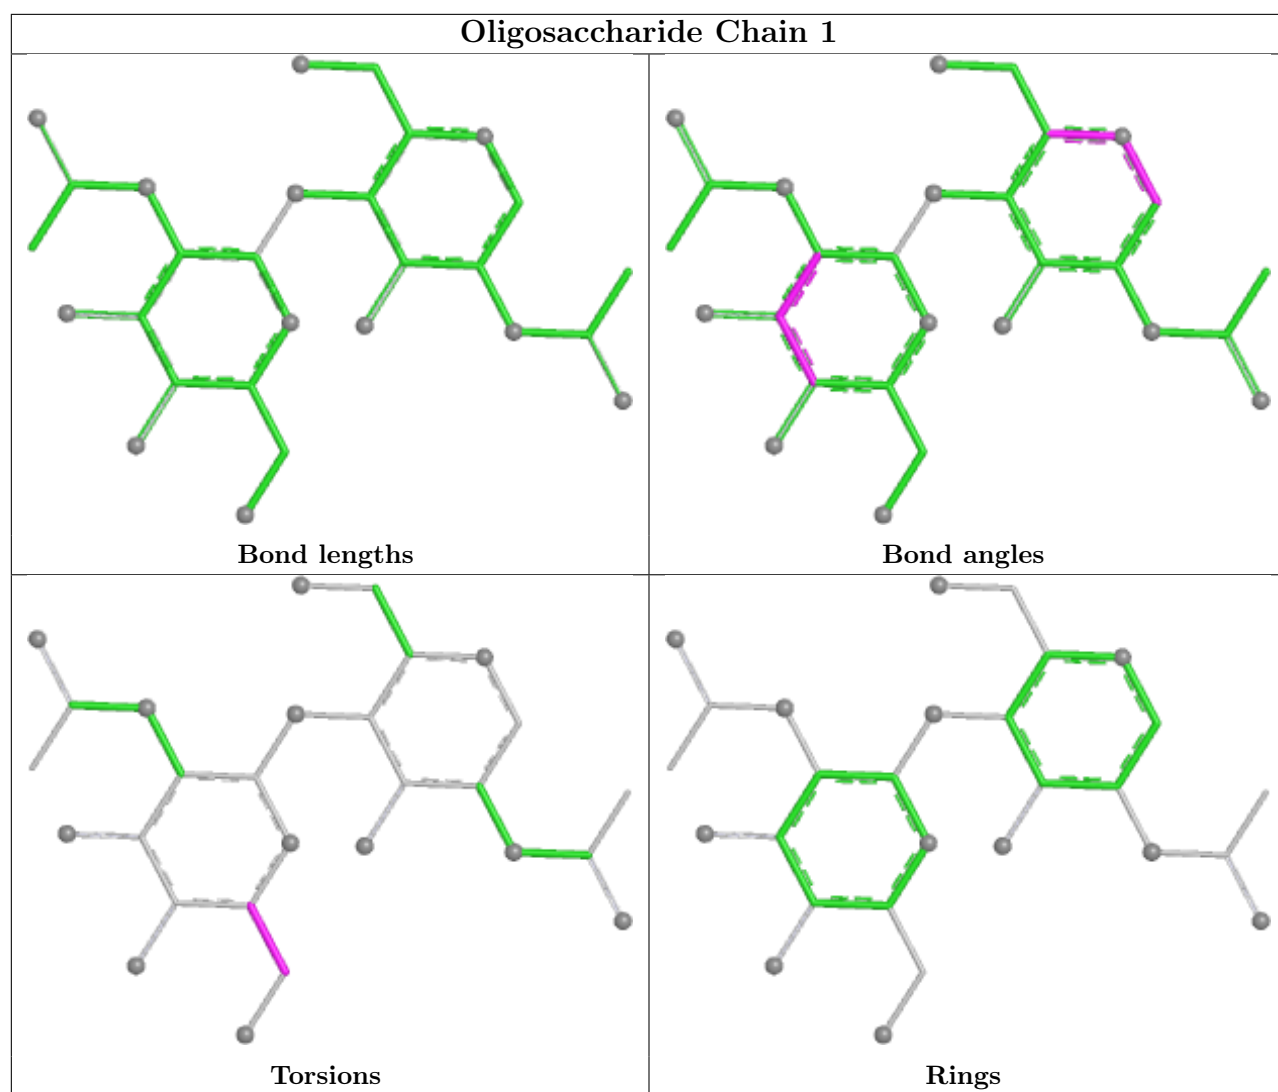 Oligosaccharide Chain 1
Bond lengths
Bond angles
Torsions
Rings